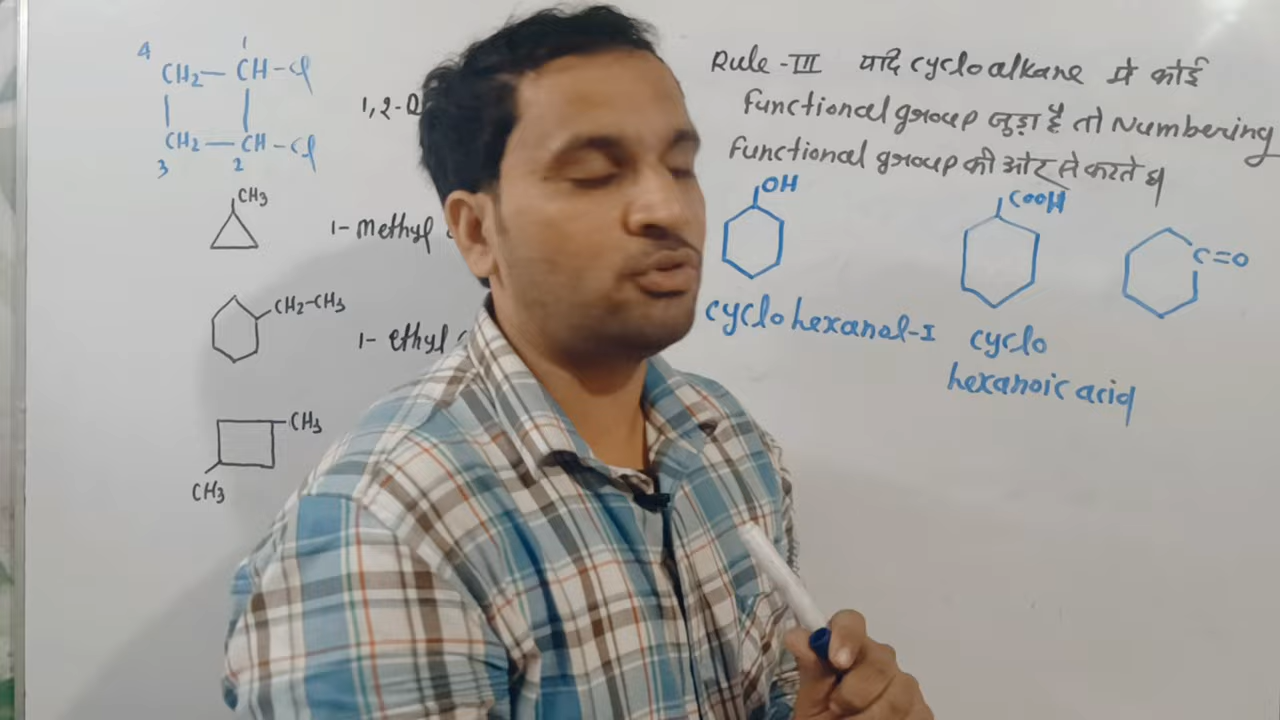 4 1
CH2—CH-Cl
CH2—CH-Cl
3 2
1,2-
CH3
1- Methyl
CH2-CH3
1- ethyl
CH3
CH3
Rule-III यदि cycloalkane मे कोई
functional group जुड़ा है तो Numbering
functional group की ओर से करते है।
OH
cyclohexanol-I
COOH
cyclo
hexanoic acid
C=O